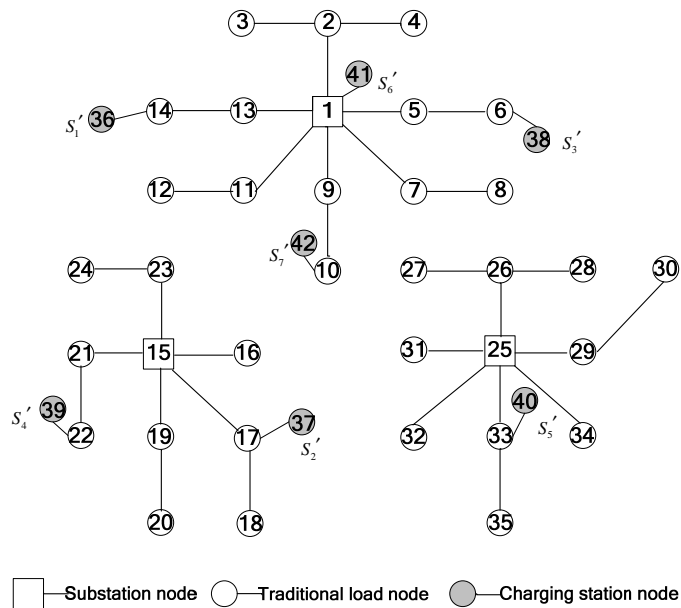 3 2 4
41
S₆′
36 14 13 1 5 6
S₁′
38 S₃′
12 11 9 7 8
42
S₇′ 10
24 23 27 26 28 30
21 15 16 31 25 29
39 S₄′
37 S₂′
40 S₅′
22 19 17 32 33 34
20 18 35
Substation node Traditional load node Charging station node